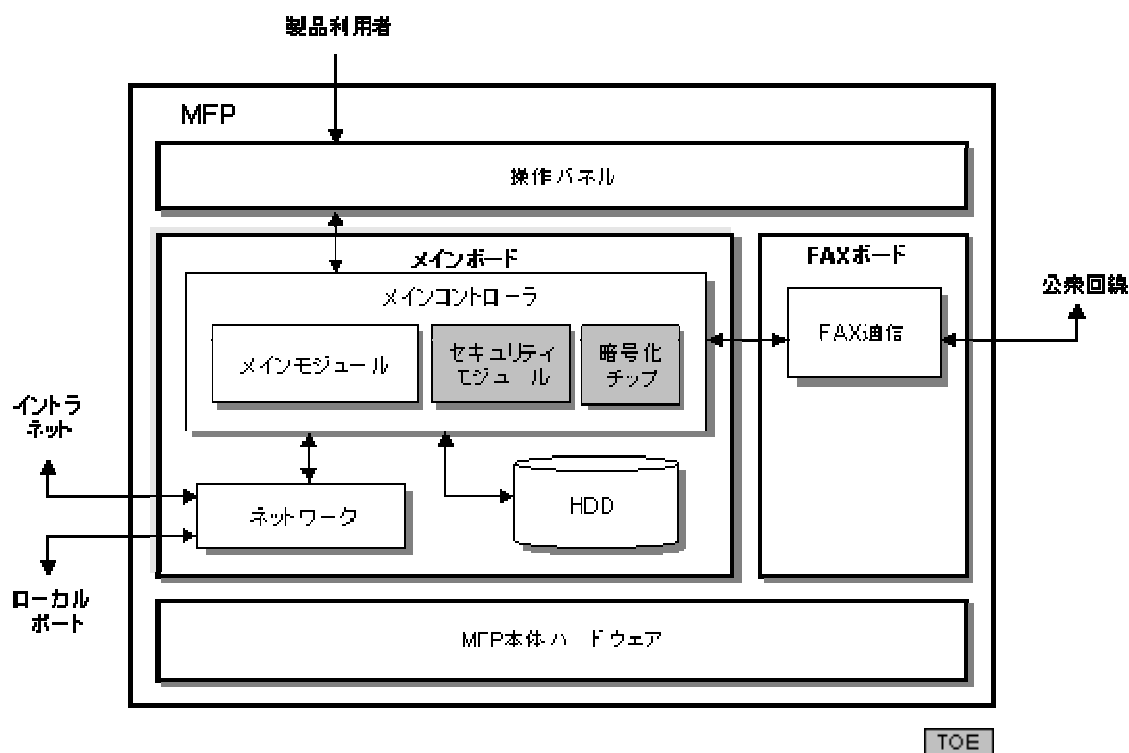 製品利用者
MFP
操作パネル
メインボード
メインコントローラ
メインモジュール
セキュリティ
モジュール
暗号化
チップ
FAXボード
FAX通信
公衆回線
イントラ
ネット
ネットワーク
HDD
ローカル
ポート
MFP本体ハードウェア
TOE